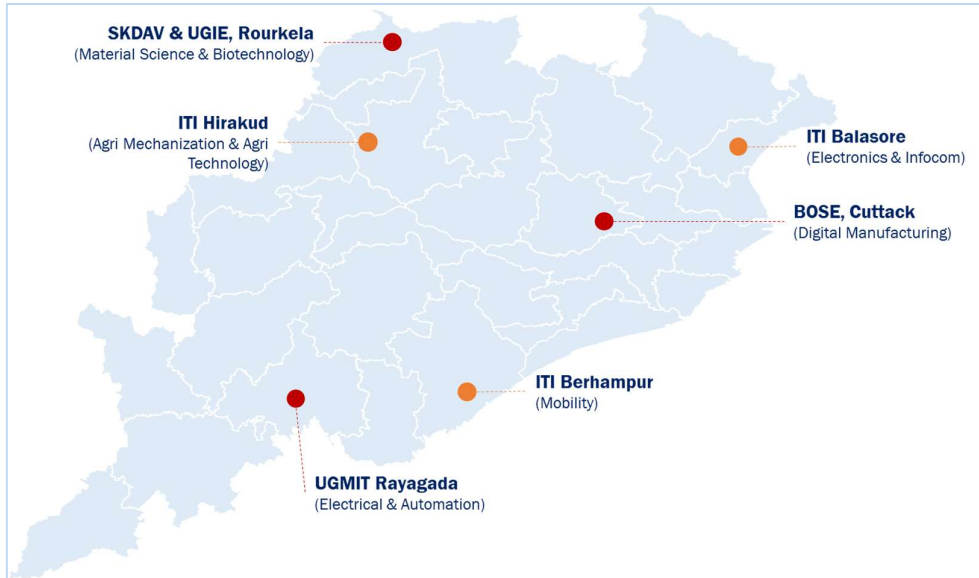 SKDAV & UGIE, Rourkela
(Material Science & Biotechnology)
ITI Hirakud
(Agri Mechanization & Agri
Technology)
ITI Balasore
(Electronics & Infocom)
BOSE, Cuttack
(Digital Manufacturing)
ITI Berhampur
(Mobility)
UGMIT Rayagada
(Electrical & Automation)